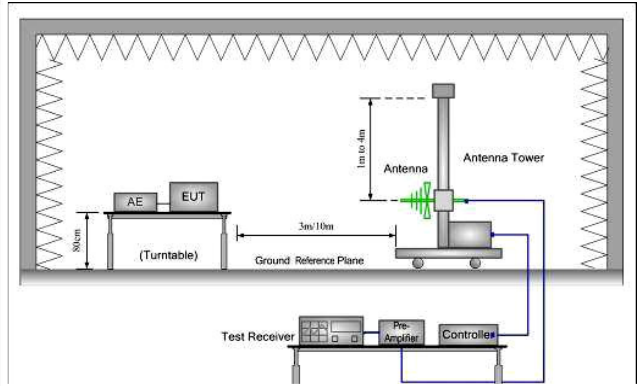 1m to 4m
Antenna
Antenna Tower
AE
EUT
80cm
(Turntable)
3m/10m
Ground Reference Plane
Test Receiver
Pre-
Amplifier
Controller